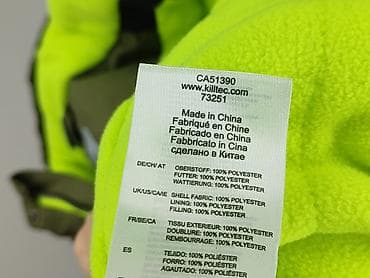 CA51390
www.killtec.com
73251
Made in China
Fabriqué en Chine
Fabricado en China
Fabbricato in Cina
сделано в Китае
DE/CH/AT OBERSTOFF: 100% POLYESTER
FUTTER: 100% POLYESTER
WATTIERUNG: 100% POLYESTER
UK/US/CA/IE SHELL FABRIC: 100% POLYESTER
LINING: 100% POLYESTER
FILLING: 100% POLYESTER
FR/BE/CA TISSU EXTERIEUR: 100% POLYESTER
DOUBLURE: 100% POLYESTER
REMBOURRAGE: 100% POLYESTER
ES TEJIDO: 100% POLIÉSTER
FORRO: 100% POLIÉSTER
AGAUTADO: 100% POLIÉSTER